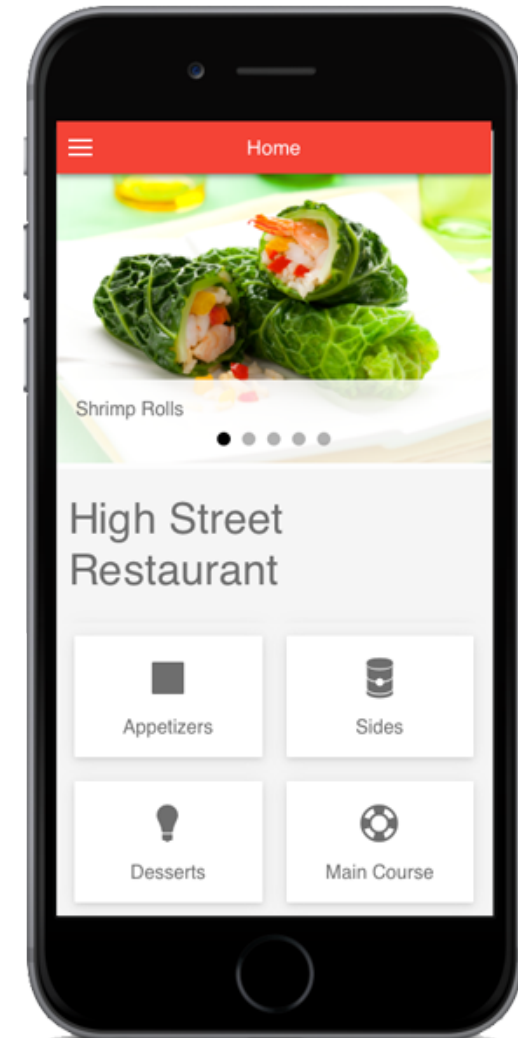 Home
Shrimp Rolls
High Street
Restaurant
Appetizers
Sides
Desserts
Main Course